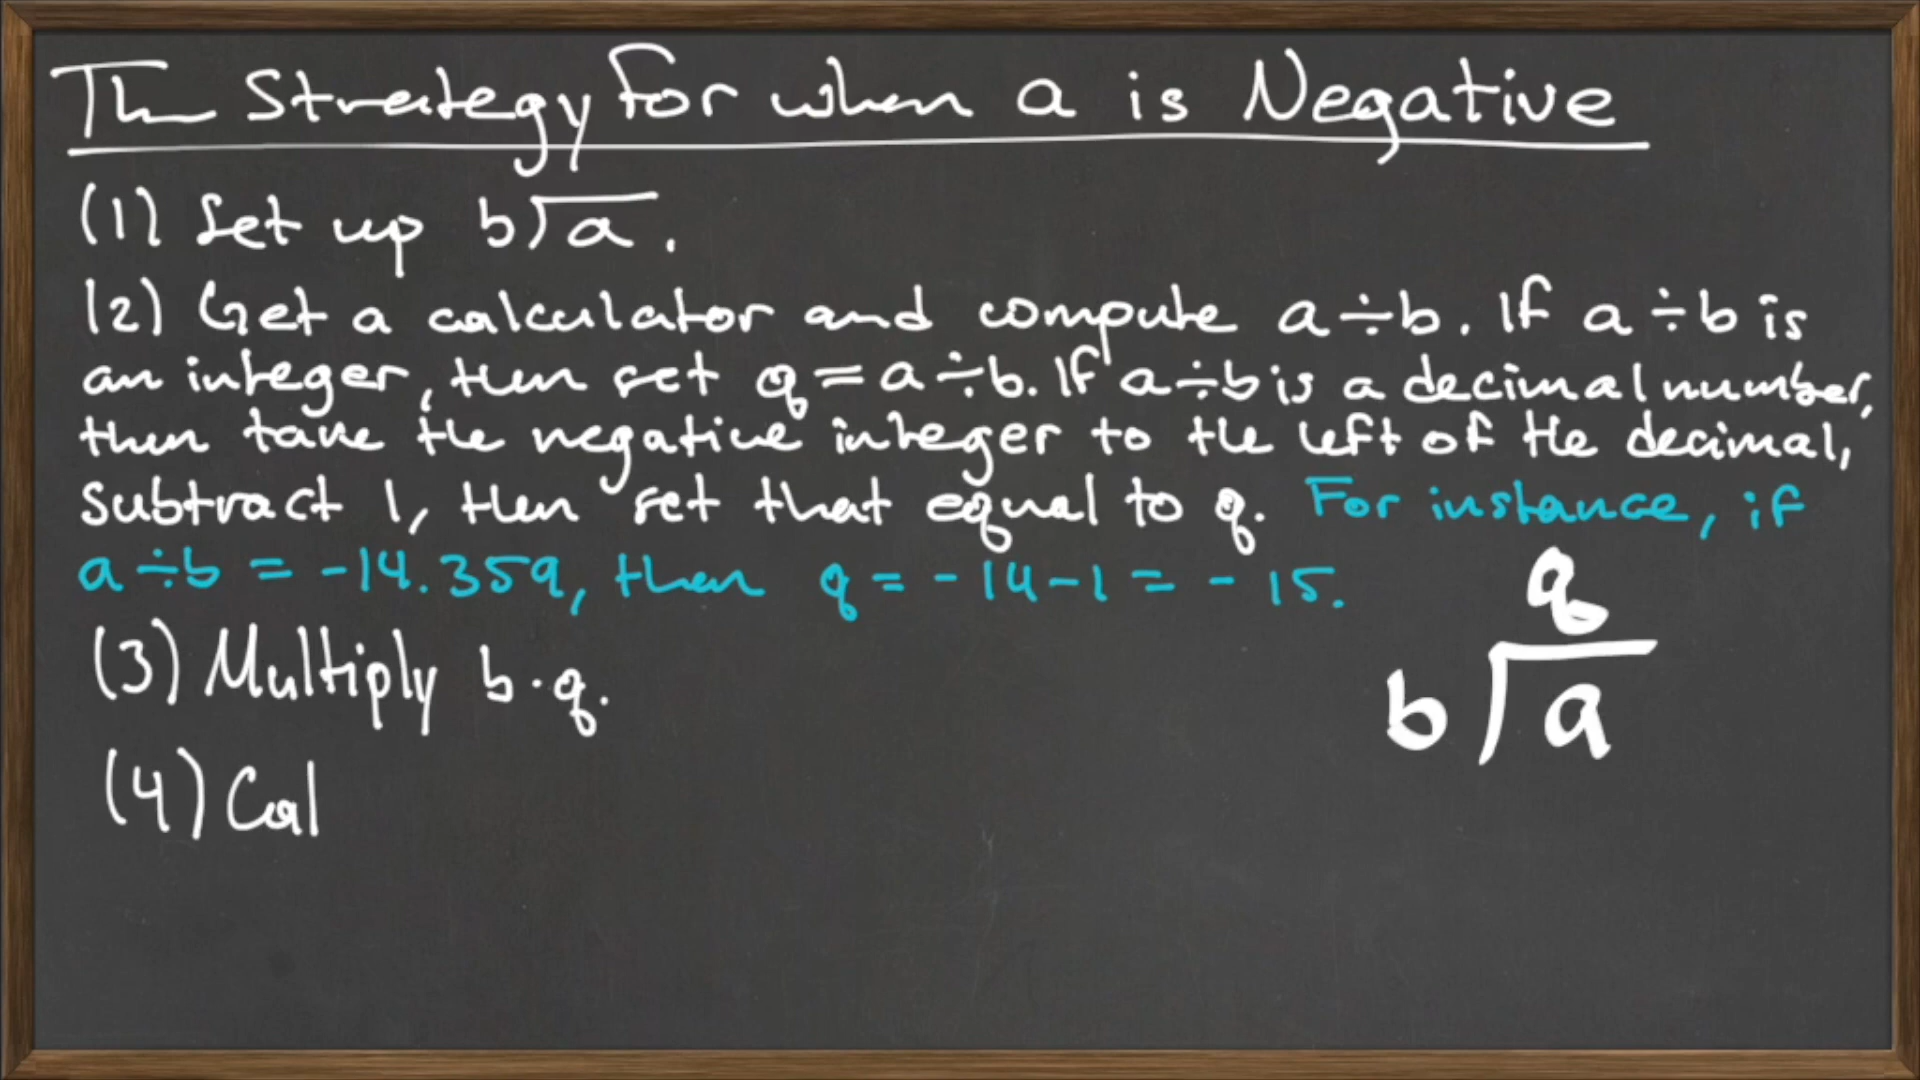 The Strategy for when a is Negative
(1) Set up b⟌a.
(2) Get a calculator and compute a÷b. If a÷b is
an integer, then set q=a÷b. If a÷b is a decimal number,
then take the negative integer to the left of the decimal,
subtract 1, then set that equal to q. For instance, if
a÷b = -14.359, then q = -14-1 = -15.
(3) Multiply b·q.
(4) Cal
q
b⟌a